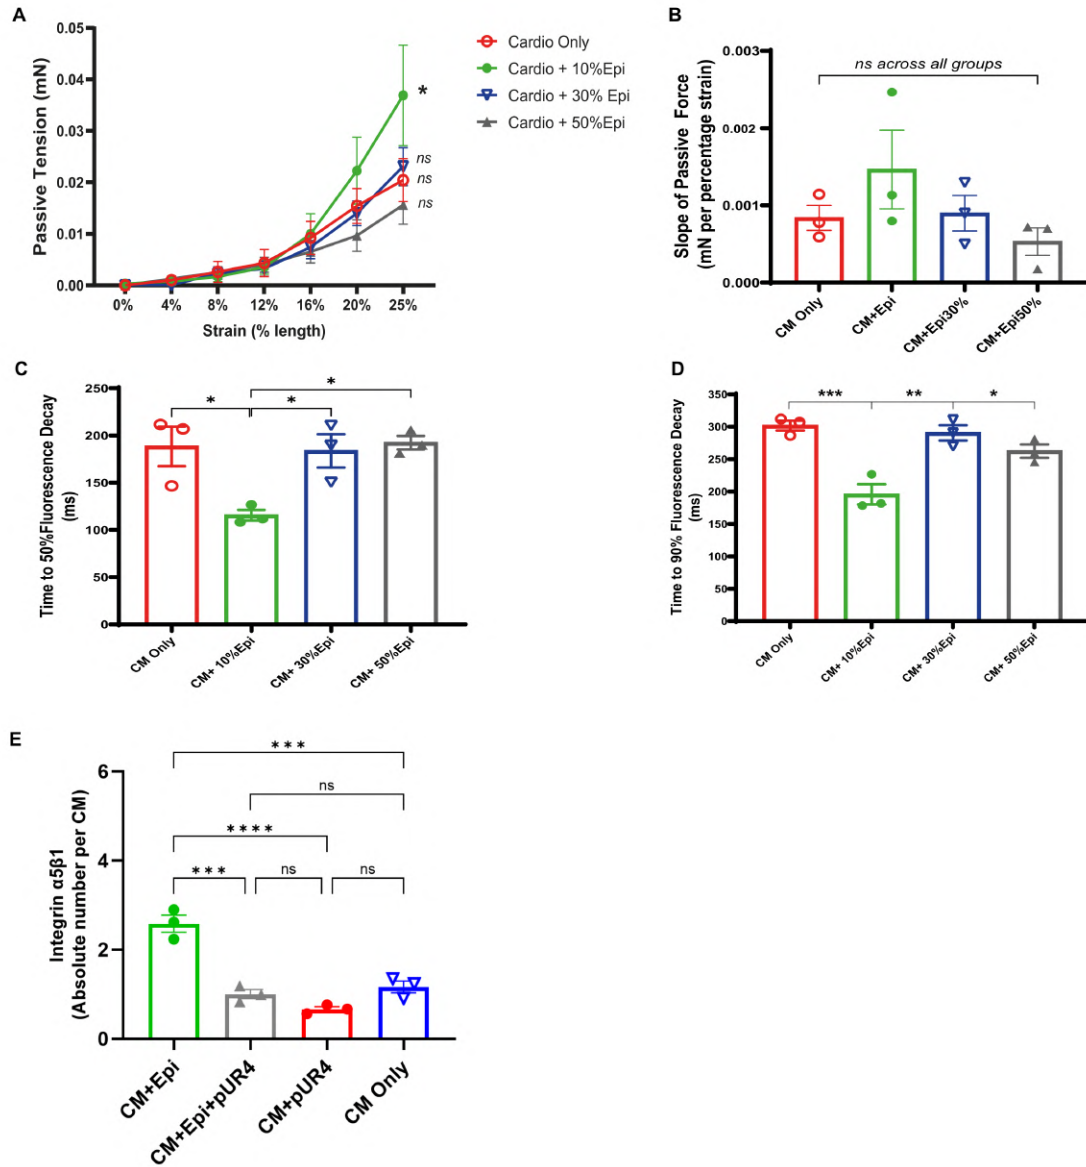 A
Passive Tension (mN)
0.05
0.04
0.03
0.02
0.01
0.00
0% 4% 8% 12% 16% 20% 25%
Strain (% length)
*
ns
ns
ns
Cardio Only
Cardio + 10%Epi
Cardio + 30% Epi
Cardio + 50%Epi
B
Slope of Passive Force
(mN per percentage strain)
0.003
0.002
0.001
0.000
ns across all groups
CM Only
CM+Epi
CM+Epi30%
CM+Epi50%
C
Time to 50%Fluorescence Decay
(ms)
250
200
150
100
50
0
*
* *
CM Only
CM+ 10%Epi
CM+ 30%Epi
CM+ 50%Epi
D
Time to 90% Fluorescence Decay
(ms)
350
300
250
200
150
100
50
0
*** ** *
CM Only
CM+ 10%Epi
CM+ 30%Epi
CM+ 50%Epi
E
Integrin α5β1
(Absolute number per CM)
6
4
2
0
***
ns
****
*** ns ns
CM+Epi
CM+Epi+pUR4
CM+pUR4
CM Only